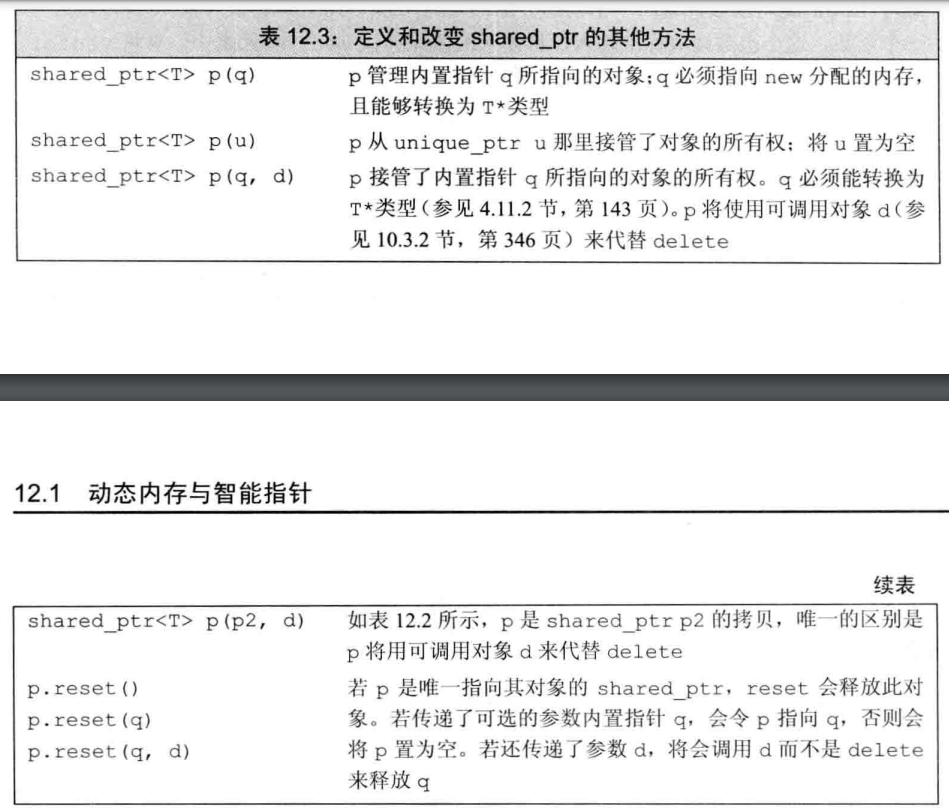 表 12.3：定义和改变 shared_ptr 的其他方法
shared_ptr<T> p(q) p 管理内置指针 q 所指向的对象；q 必须指向 new 分配的内存，
且能够转换为 T*类型
shared_ptr<T> p(u) p 从 unique_ptr u 那里接管了对象的所有权；将 u 置为空
shared_ptr<T> p(q, d) p 接管了内置指针 q 所指向的对象的所有权。q 必须能转换为
T*类型（参见 4.11.2 节，第 143 页）。p 将使用可调用对象 d（参
见 10.3.2 节，第 346 页）来代替 delete
12.1 动态内存与智能指针
续表
shared_ptr<T> p(p2, d) 如表 12.2 所示，p 是 shared_ptr p2 的拷贝，唯一的区别是
p 将用可调用对象 d 来代替 delete
p.reset() 若 p 是唯一指向其对象的 shared_ptr，reset 会释放此对
p.reset(q) 象。若传递了可选的参数内置指针 q，会令 p 指向 q，否则会
p.reset(q, d) 将 p 置为空。若还传递了参数 d，将会调用 d 而不是 delete
来释放 q